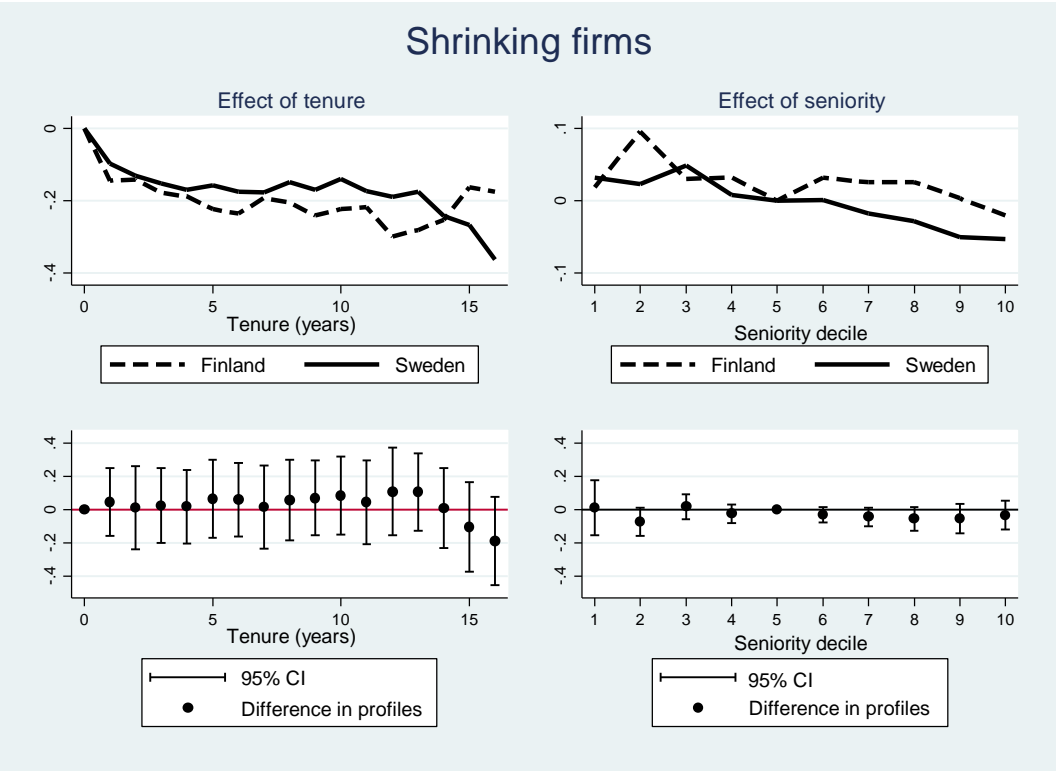 Shrinking firms
Effect of tenure
0
-.2
-.4
0 5 10 15
Tenure (years)
Finland Sweden
Effect of seniority
.1
0
-.1
1 2 3 4 5 6 7 8 9 10
Seniority decile
Finland Sweden
.4
.2
0
-.2
-.4
0 5 10 15
Tenure (years)
95% CI
Difference in profiles
.4
.2
0
-.2
-.4
1 2 3 4 5 6 7 8 9 10
Seniority decile
95% CI
Difference in profiles